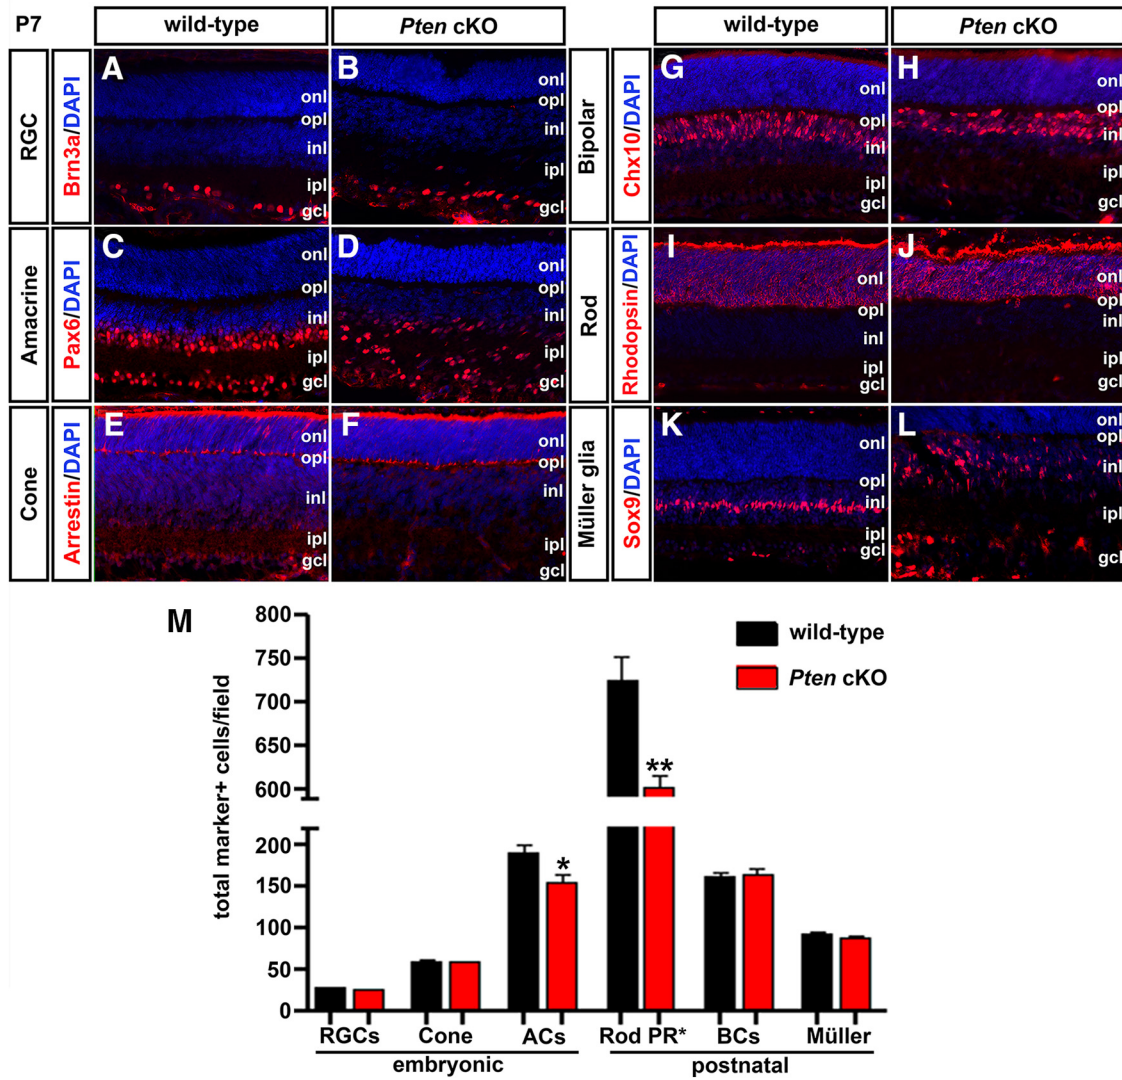 P7
wild-type
Pten cKO
wild-type
Pten cKO
RGC
Brn3a/DAPI
A
onl
opl
inl
ipl
gcl
B
onl
opl
inl
ipl
gcl
Bipolar
Chx10/DAPI
G
onl
opl
inl
ipl
gcl
H
onl
opl
inl
ipl
gcl
Amacrine
Pax6/DAPI
C
onl
opl
inl
ipl
gcl
D
onl
opl
inl
ipl
gcl
Rod
Rhodopsin/DAPI
I
onl
opl
inl
ipl
gcl
J
onl
opl
inl
ipl
gcl
Cone
Arrestin/DAPI
E
onl
opl
inl
ipl
gcl
F
onl
opl
inl
ipl
gcl
Müller glia
Sox9/DAPI
K
onl
opl
inl
ipl
gcl
L
onl
opl
inl
ipl
gcl
M
total marker+ cells/field
800
750
700
650
600
200
150
100
50
0
wild-type
Pten cKO
*
**
RGCs
Cone
ACs
Rod PR*
BCs
Müller
embryonic
postnatal